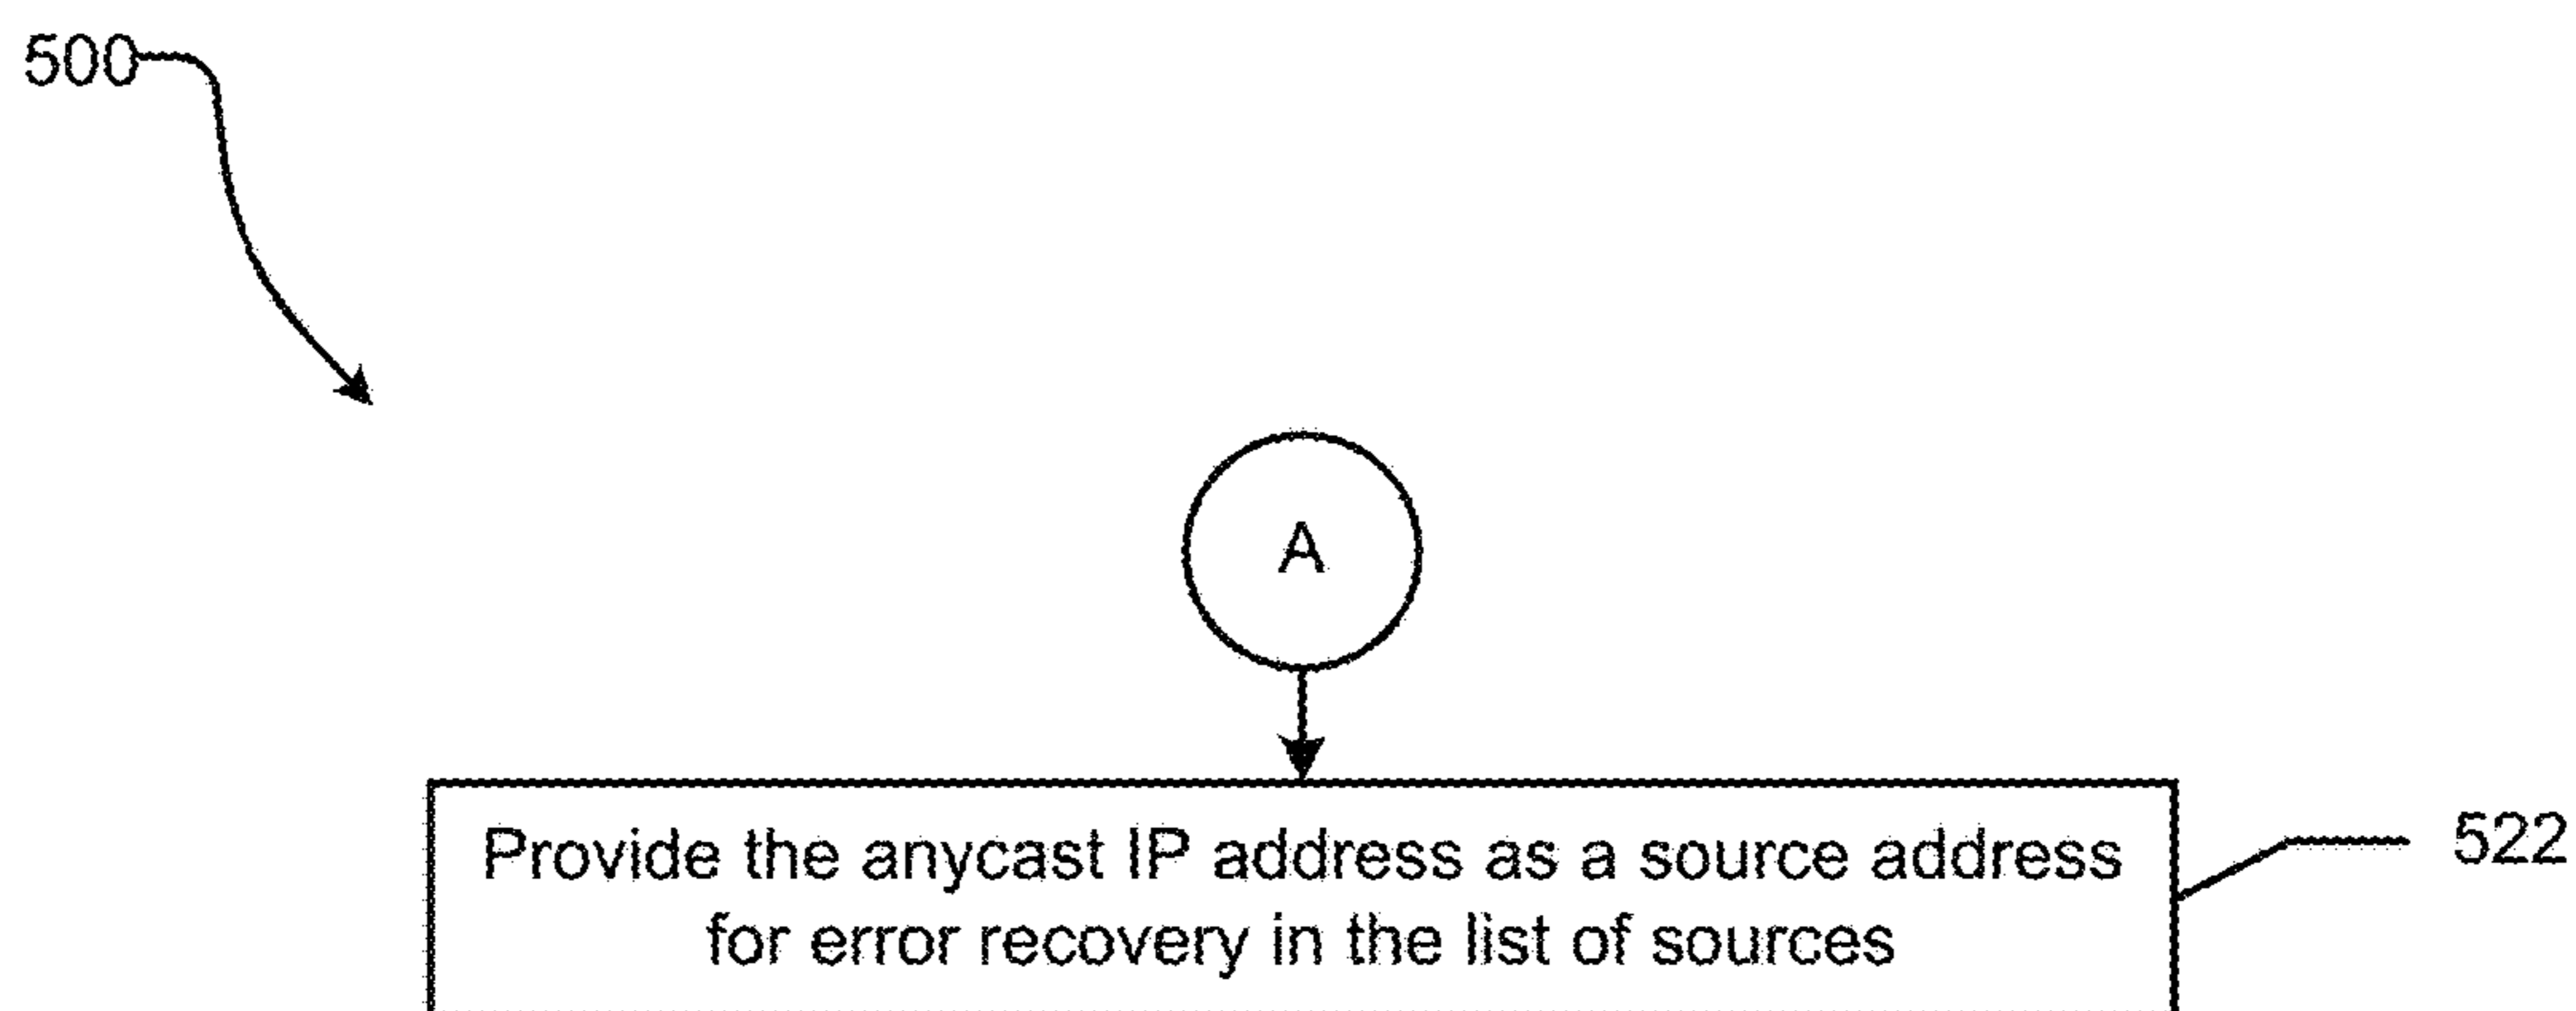 500
A
Provide the anycast IP address as a source address
for error recovery in the list of sources
522